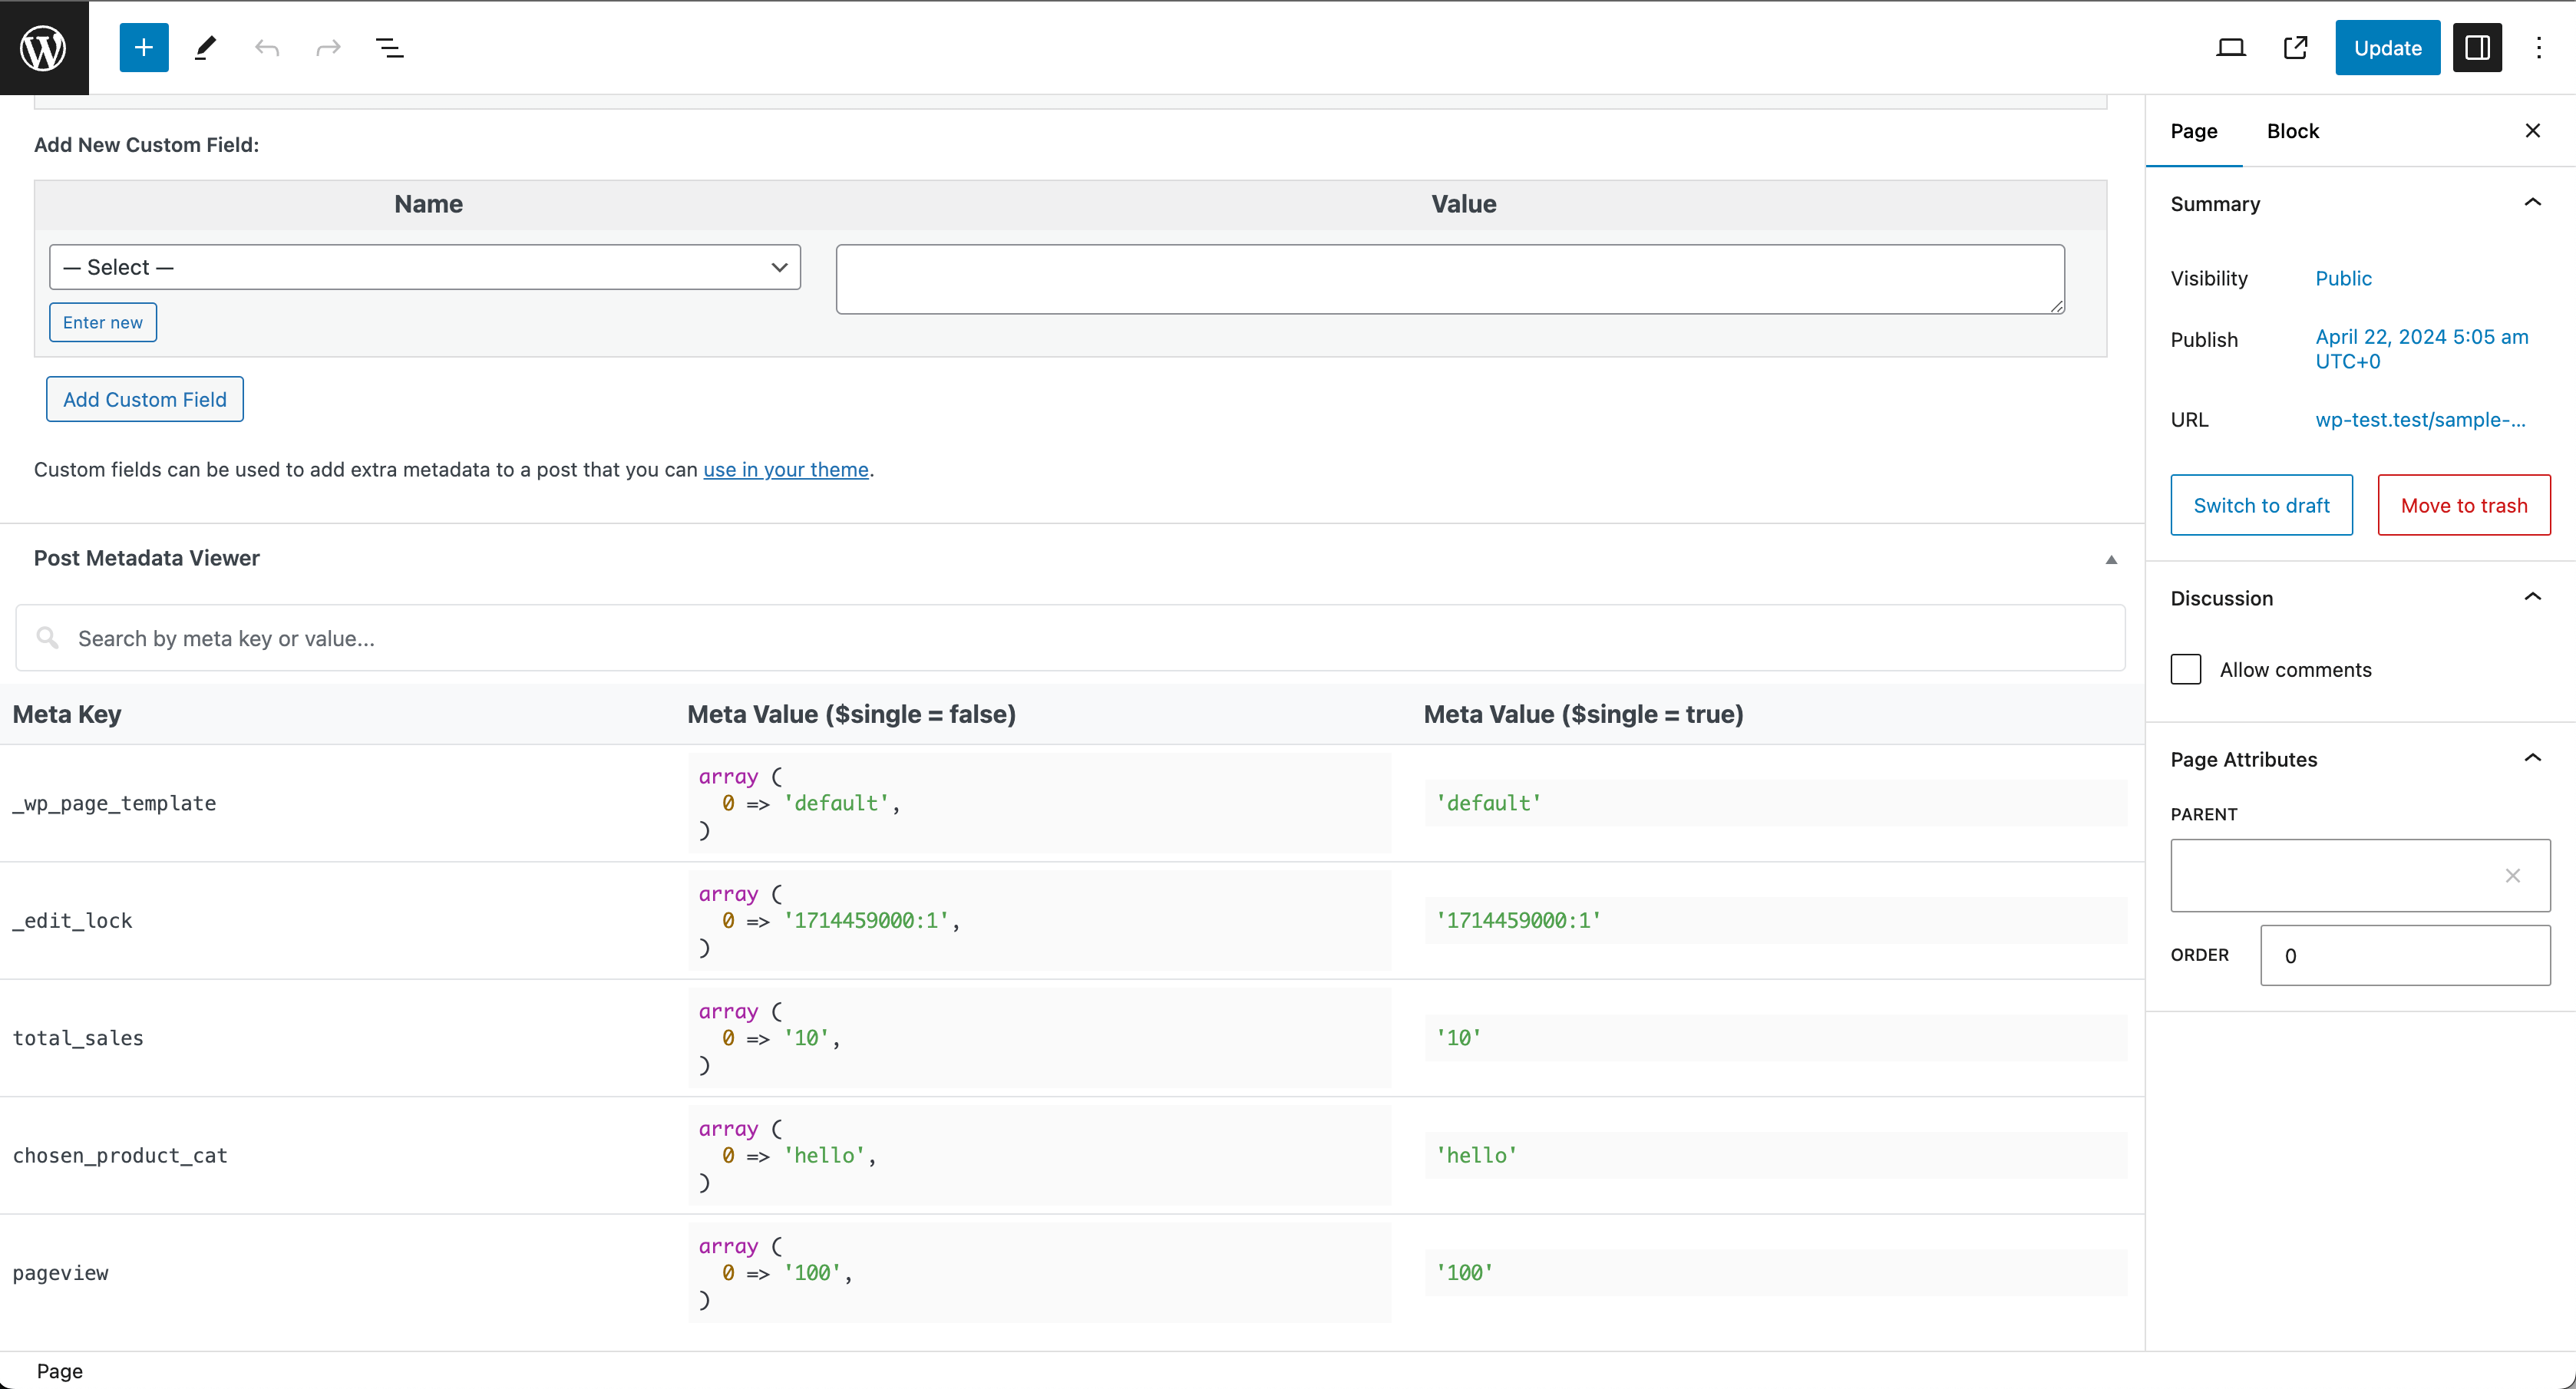 Update
Add New Custom Field:
Name
Value
— Select —
Enter new
Add Custom Field
Custom fields can be used to add extra metadata to a post that you can use in your theme.
Post Metadata Viewer
Search by meta key or value...
Meta Key
Meta Value ($single = false)
Meta Value ($single = true)
_wp_page_template
array (
0 => 'default',
)
'default'
_edit_lock
array (
0 => '1714459000:1',
)
'1714459000:1'
total_sales
array (
0 => '10',
)
'10'
chosen_product_cat
array (
0 => 'hello',
)
'hello'
pageview
array (
0 => '100',
)
'100'
Page
Page
Block
Summary
Visibility
Public
Publish
April 22, 2024 5:05 am
UTC+0
URL
wp-test.test/sample-...
Switch to draft
Move to trash
Discussion
Allow comments
Page Attributes
PARENT
ORDER
0